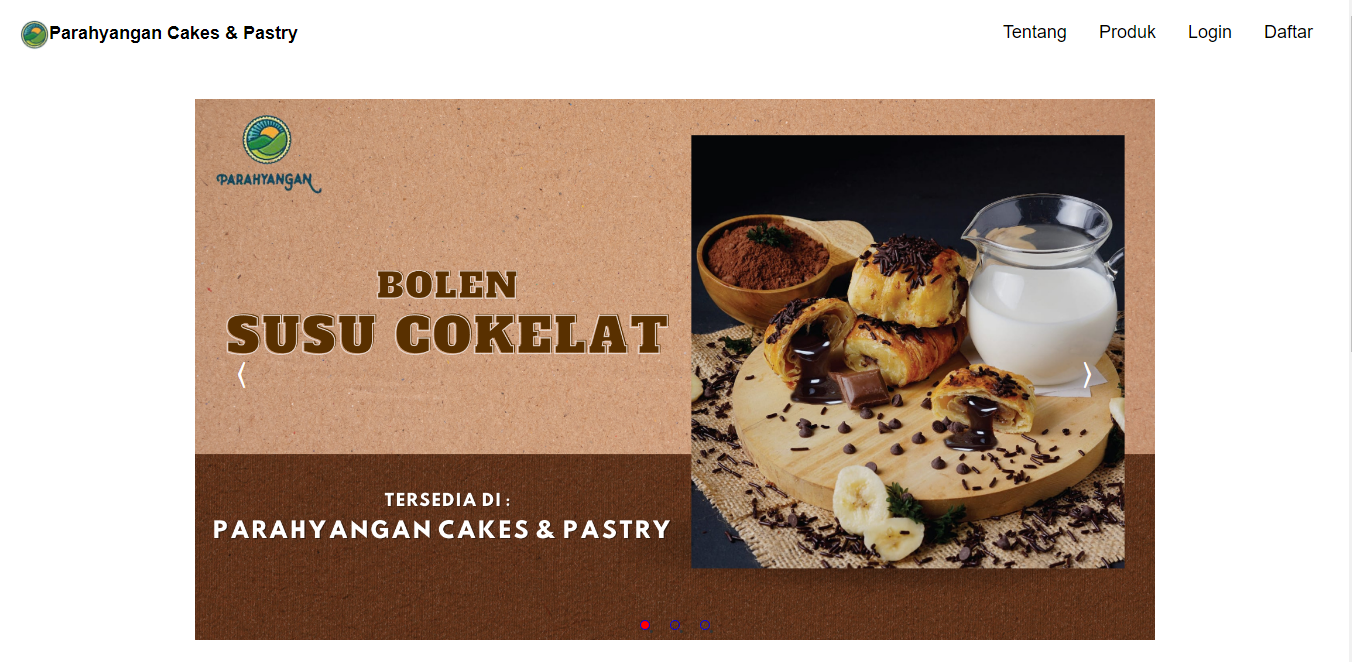 Parahyangan Cakes & Pastry
Tentang
Produk
Login
Daftar
PARAHYANGAN
BOLEN
SUSU COKELAT
TERSEDIA DI :
PARAHYANGAN CAKES & PASTRY